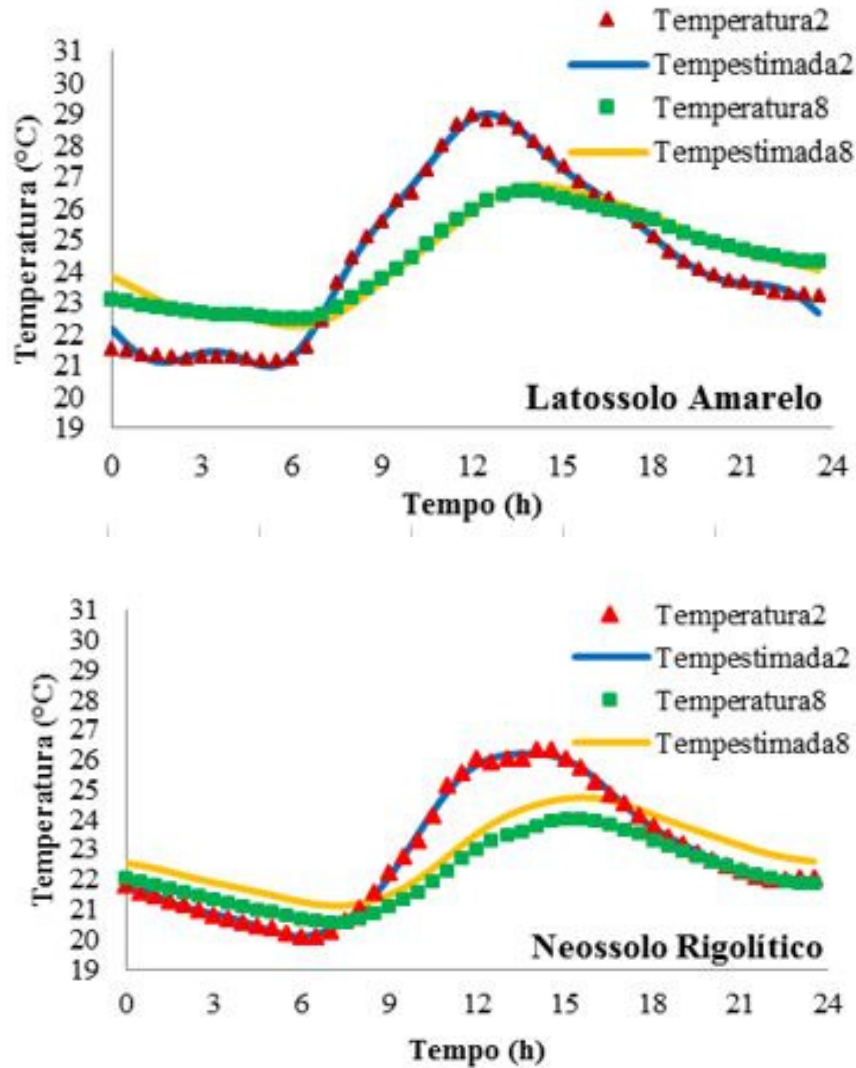 Temperatura2
Tempestimada2
Temperatura8
Tempestimada8
Temperatura (°C)
31
30
29
28
27
26
25
24
23
22
21
20
19
Latossolo Amarelo
0 3 6 9 12 15 18 21 24
Tempo (h)
Temperatura2
Tempestimada2
Temperatura8
Tempestimada8
Temperatura (°C)
31
30
29
28
27
26
25
24
23
22
21
20
19
Neossolo Rigolítico
0 3 6 9 12 15 18 21 24
Tempo (h)